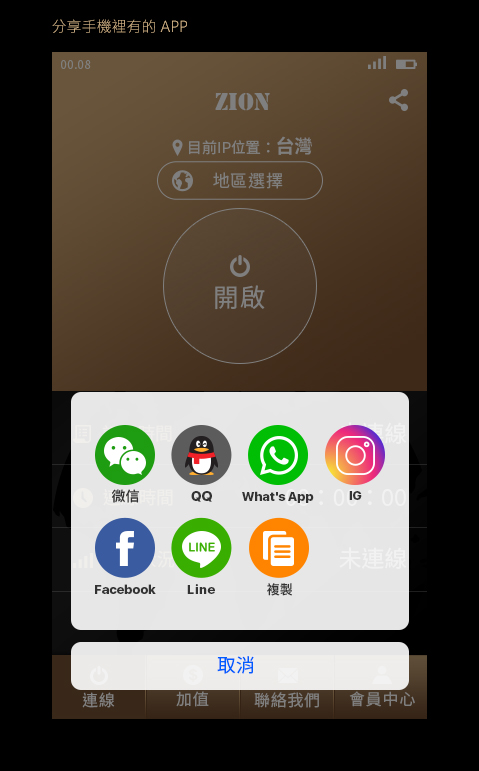 分享手機裡有的 APP
00.08
ZION
目前IP位置：台灣
地區選擇
開啟
連線
時間
00：00：00
未連線
微信
QQ
What's App
IG
LINE
Facebook
Line
複製
取消
連線
加值
聯絡我們
會員中心